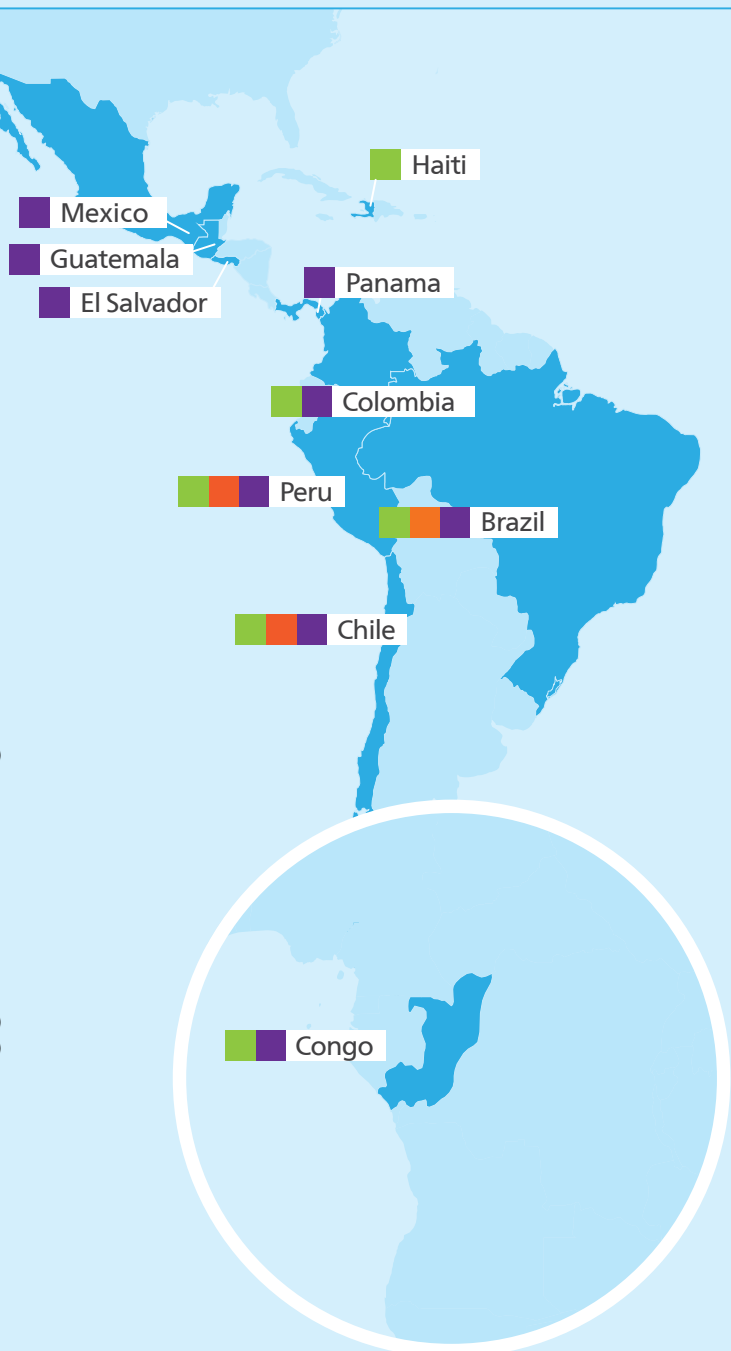 Haiti
Mexico
Guatemala
Panama
El Salvador
Colombia
Peru
Brazil
Chile
Congo